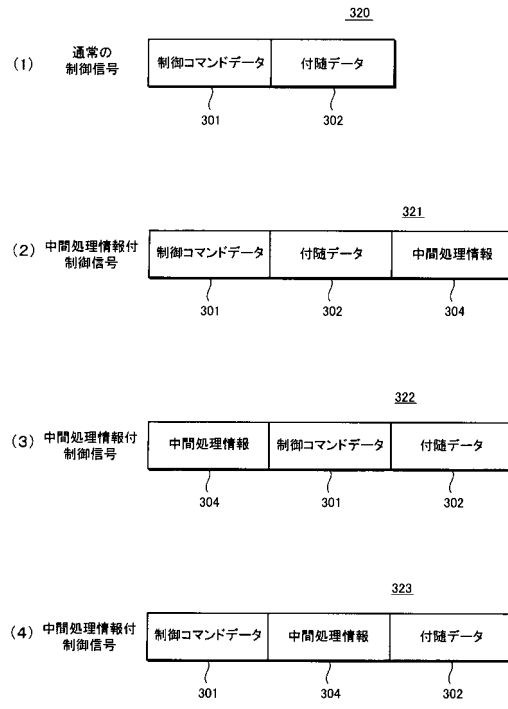 320
(1) 通常の
制御信号
制御コマンドデータ 付随データ
301 302
321
(2) 中間処理情報付
制御信号
制御コマンドデータ 付随データ 中間処理情報
301 302 304
322
(3) 中間処理情報付
制御信号
中間処理情報 制御コマンドデータ 付随データ
304 301 302
323
(4) 中間処理情報付
制御信号
制御コマンドデータ 中間処理情報 付随データ
301 304 302